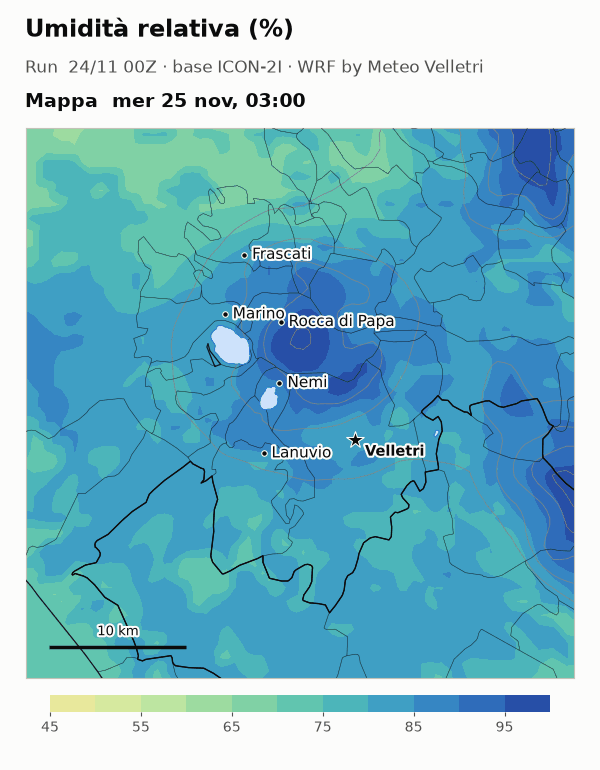 Umidità relativa (%)
Run  24/11 00Z · base ICON-2I · WRF by Meteo Velletri
Mappa  mer 25 nov, 03:00
Frascati
Marino
Rocca di Papa
Nemi
Velletri
Lanuvio
10 km
45 55 65 75 85 95